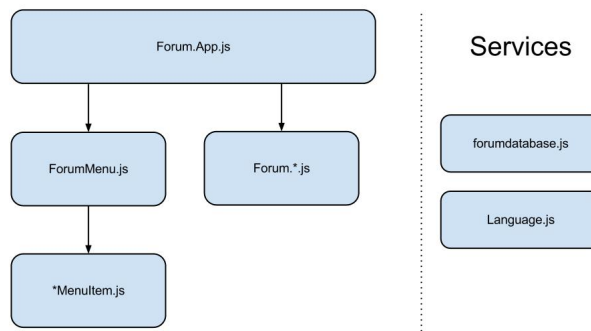 Forum.App.js
Services
ForumMenu.js
Forum.*.js
forumdatabase.js
Language.js
*MenuItem.js